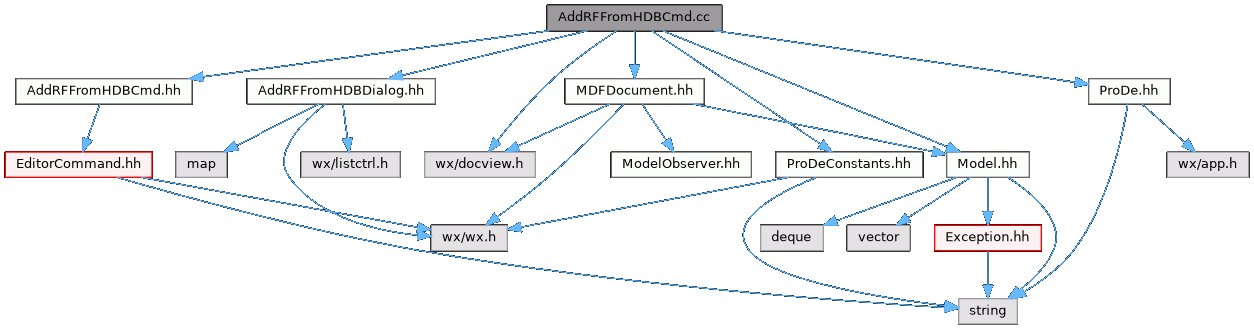 AddRFFromHDBCmd.cc
AddRFFromHDBCmd.hh
AddRFFromHDBDialog.hh
MDFDocument.hh
ProDe.hh
EditorCommand.hh
map
wx/listctrl.h
wx/docview.h
ModelObserver.hh
ProDeConstants.hh
Model.hh
wx/app.h
wx/wx.h
deque
vector
Exception.hh
string